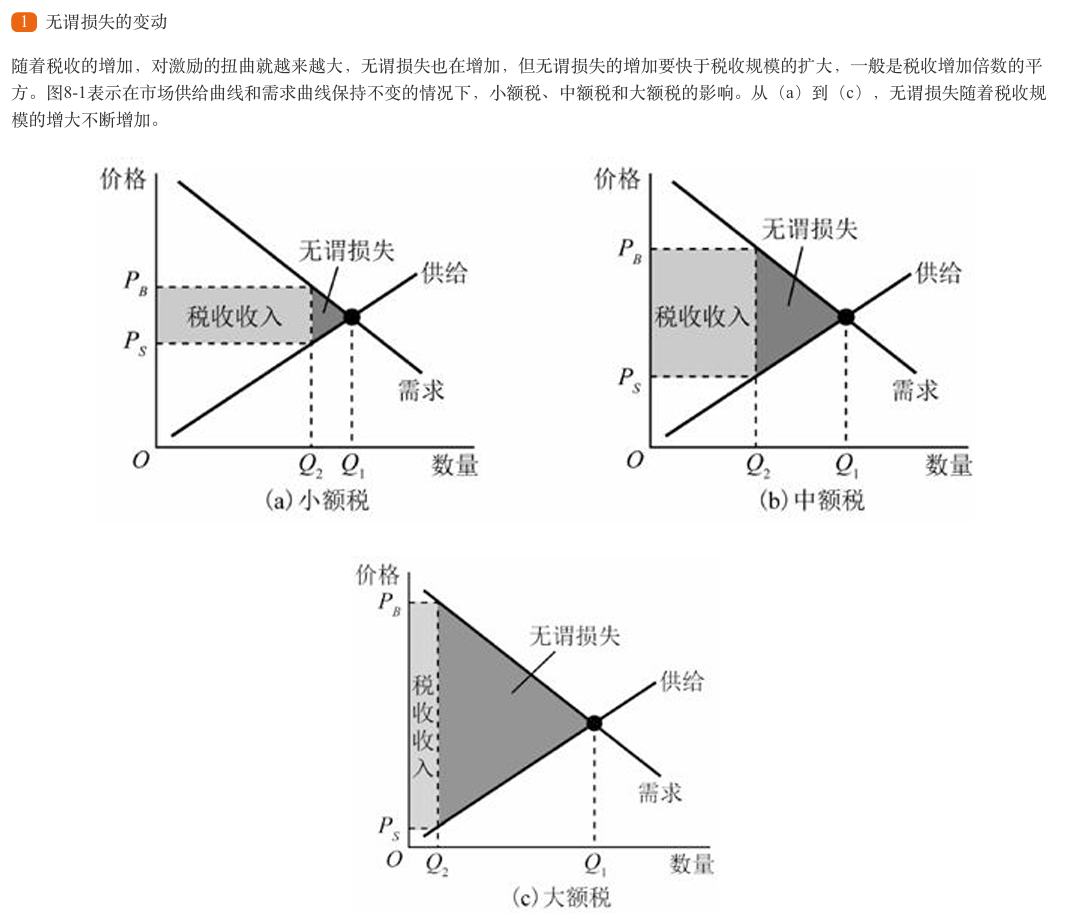 1 无谓损失的变动
随着税收的增加，对激励的扭曲就越来越大，无谓损失也在增加，但无谓损失的增加要快于税收规模的扩大，一般是税收增加倍数的平
方。图8-1表示在市场供给曲线和需求曲线保持不变的情况下，小额税、中额税和大额税的影响。从（a）到（c），无谓损失随着税收规
模的增大不断增加。
价格
无谓损失
P_B
供给
税收收入
P_S
需求
O
Q_2
Q_1
数量
(a)小额税
价格
无谓损失
P_B
供给
税收收入
P_S
需求
O
Q_2
Q_1
数量
(b)中额税
价格
P_B
无谓损失
供给
税收收入
需求
P_S
O
Q_2
Q_1
数量
(c)大额税